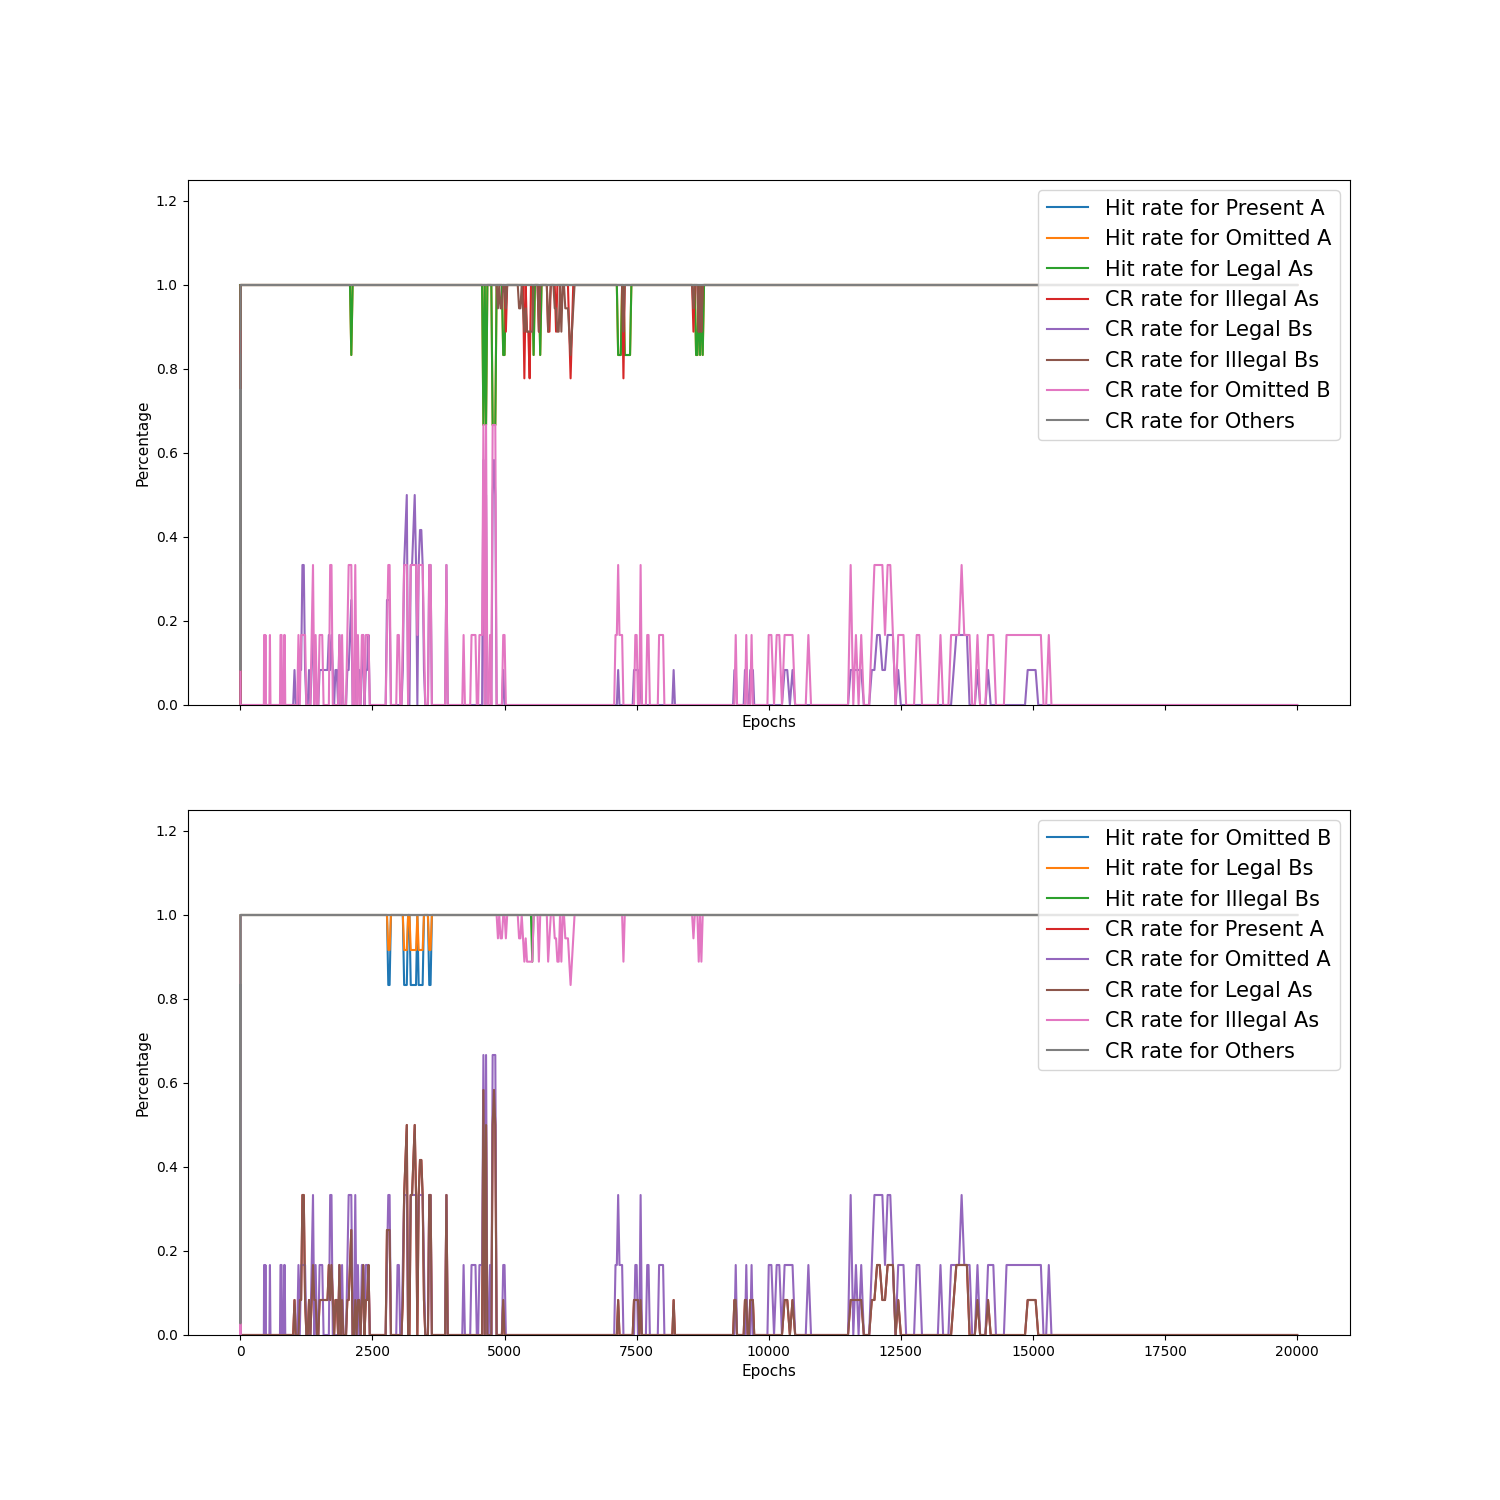 1.2
1.0
0.8
0.6
0.4
0.2
0.0
Percentage
Epochs
Hit rate for Present A
Hit rate for Omitted A
Hit rate for Legal As
CR rate for Illegal As
CR rate for Legal Bs
CR rate for Illegal Bs
CR rate for Omitted B
CR rate for Others
1.2
1.0
0.8
0.6
0.4
0.2
0.0
Percentage
0 2500 5000 7500 10000 12500 15000 17500 20000
Epochs
Hit rate for Omitted B
Hit rate for Legal Bs
Hit rate for Illegal Bs
CR rate for Present A
CR rate for Omitted A
CR rate for Legal As
CR rate for Illegal As
CR rate for Others